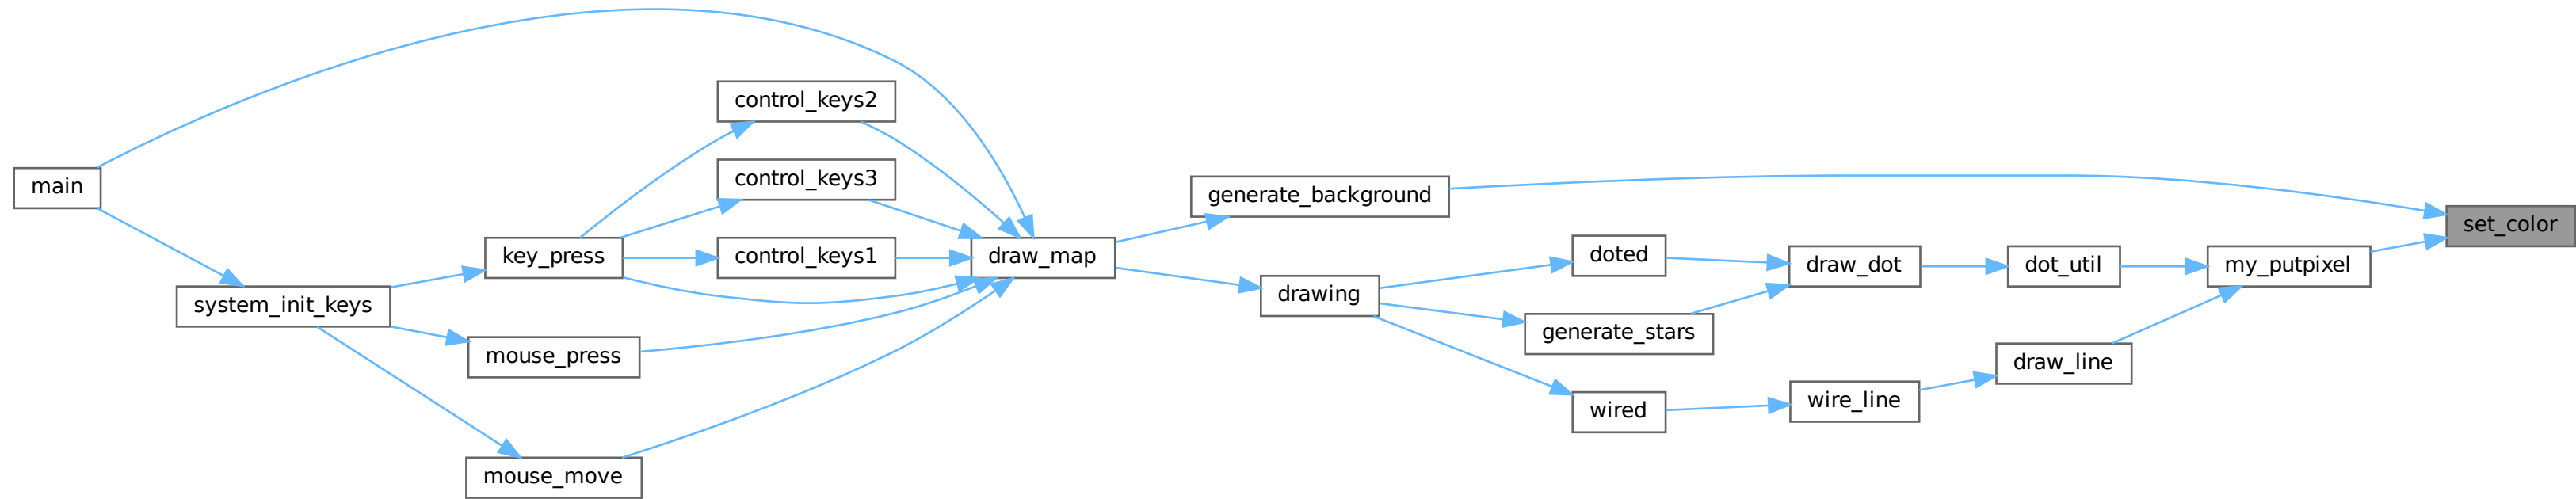 main
system_init_keys
key_press
mouse_press
mouse_move
control_keys2
control_keys3
control_keys1
draw_map
generate_background
drawing
doted
generate_stars
wired
draw_dot
wire_line
dot_util
draw_line
my_putpixel
set_color